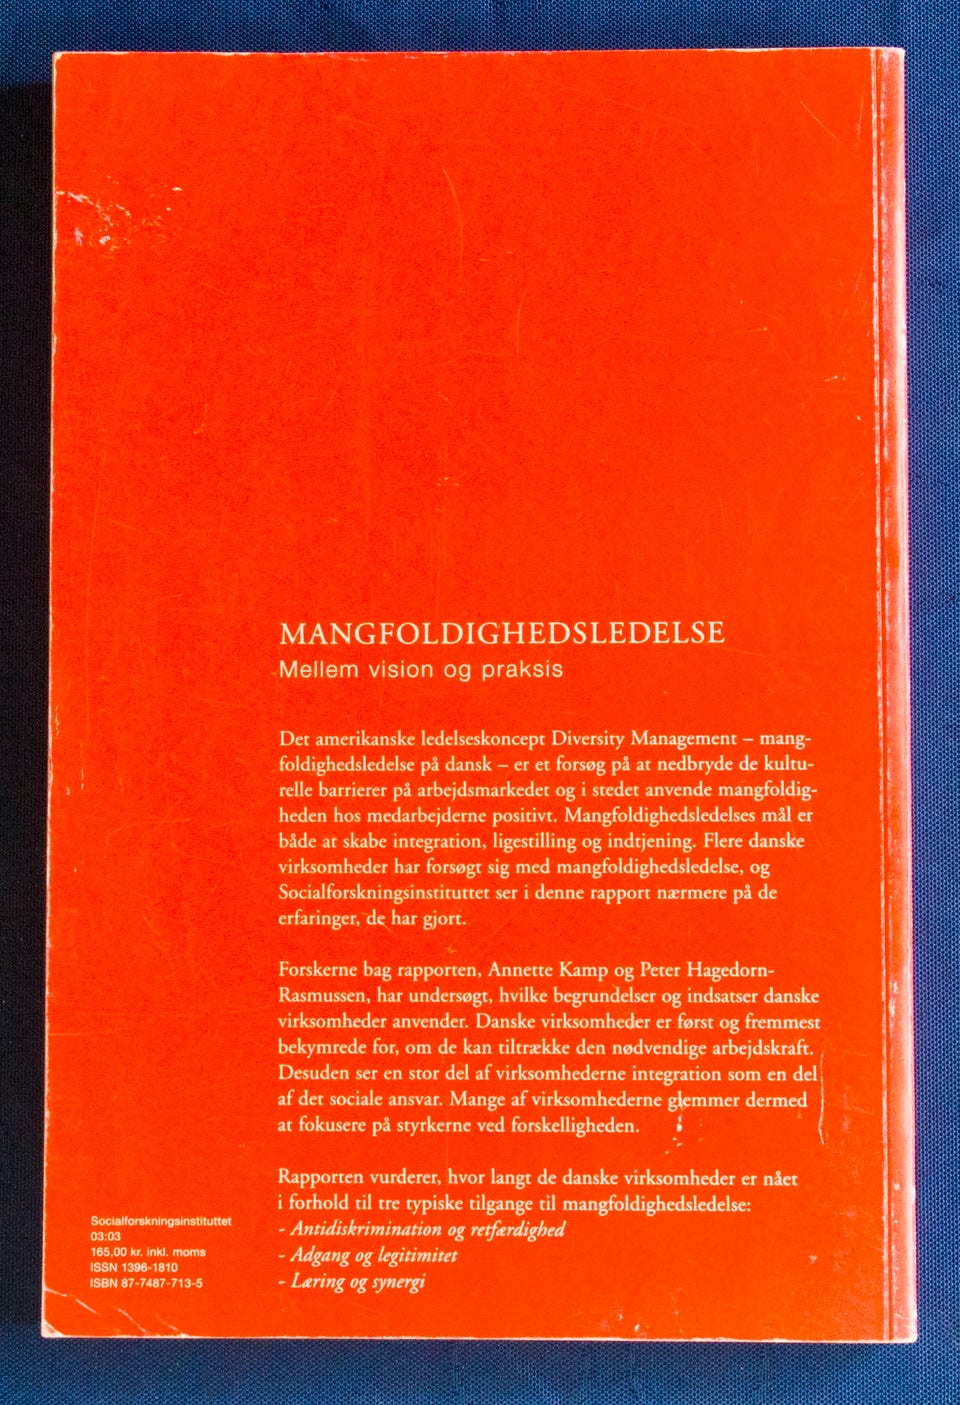 MANGFOLDIGHEDSLEDELSE
Mellem vision og praksis
Det amerikanske ledelseskoncept Diversity Management – mang-
foldighedsledelse på dansk – er et forsøg på at nedbryde de kultu-
relle barrierer på arbejdsmarkedet og i stedet anvende mangfoldig-
heden hos medarbejderne positivt. Mangfoldighedsledelses mål er
både at skabe integration, ligestilling og indtjening. Flere danske
virksomheder har forsøgt sig med mangfoldighedsledelse, og
Socialforskningsinstituttet ser i denne rapport nærmere på de
erfaringer, de har gjort.
Forskerne bag rapporten, Annette Kamp og Peter Hagedorn-
Rasmussen, har undersøgt, hvilke begrundelser og indsatser danske
virksomheder anvender. Danske virksomheder er først og fremmest
bekymrede for, om de kan tiltrække den nødvendige arbejdskraft.
Desuden ser en stor del af virksomhederne integration som en del
af det sociale ansvar. Mange af virksomhederne glemmer dermed
at fokusere på styrkerne ved forskelligheden.
Rapporten vurderer, hvor langt de danske virksomheder er nået
i forhold til tre typiske tilgange til mangfoldighedsledelse:
- Antidiskrimination og retfærdighed
- Adgang og legitimitet
- Læring og synergi
Socialforskningsinstituttet
03:03
165,00 kr. inkl. moms
ISSN 1396-1810
ISBN 87-7487-713-5